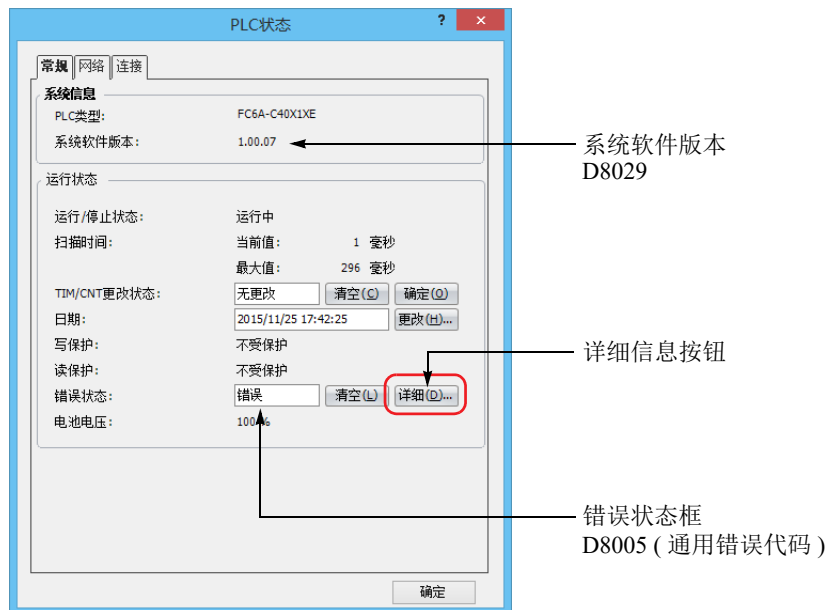 PLC状态
? ×
常规 网络 连接
系统信息
PLC类型: FC6A-C40X1XE
系统软件版本: 1.00.07
系统软件版本
D8029
运行状态
运行/停止状态: 运行中
扫描时间: 当前值: 1 毫秒
最大值: 296 毫秒
TIM/CNT更改状态: 无更改 清空(C) 确定(O)
日期: 2015/11/25 17:42:25 更改(H)...
写保护: 不受保护
读保护: 不受保护
详细信息按钮
错误状态: 错误 清空(L) 详细(D)...
电池电压: 100 %
错误状态框
D8005 ( 通用错误代码 )
确定